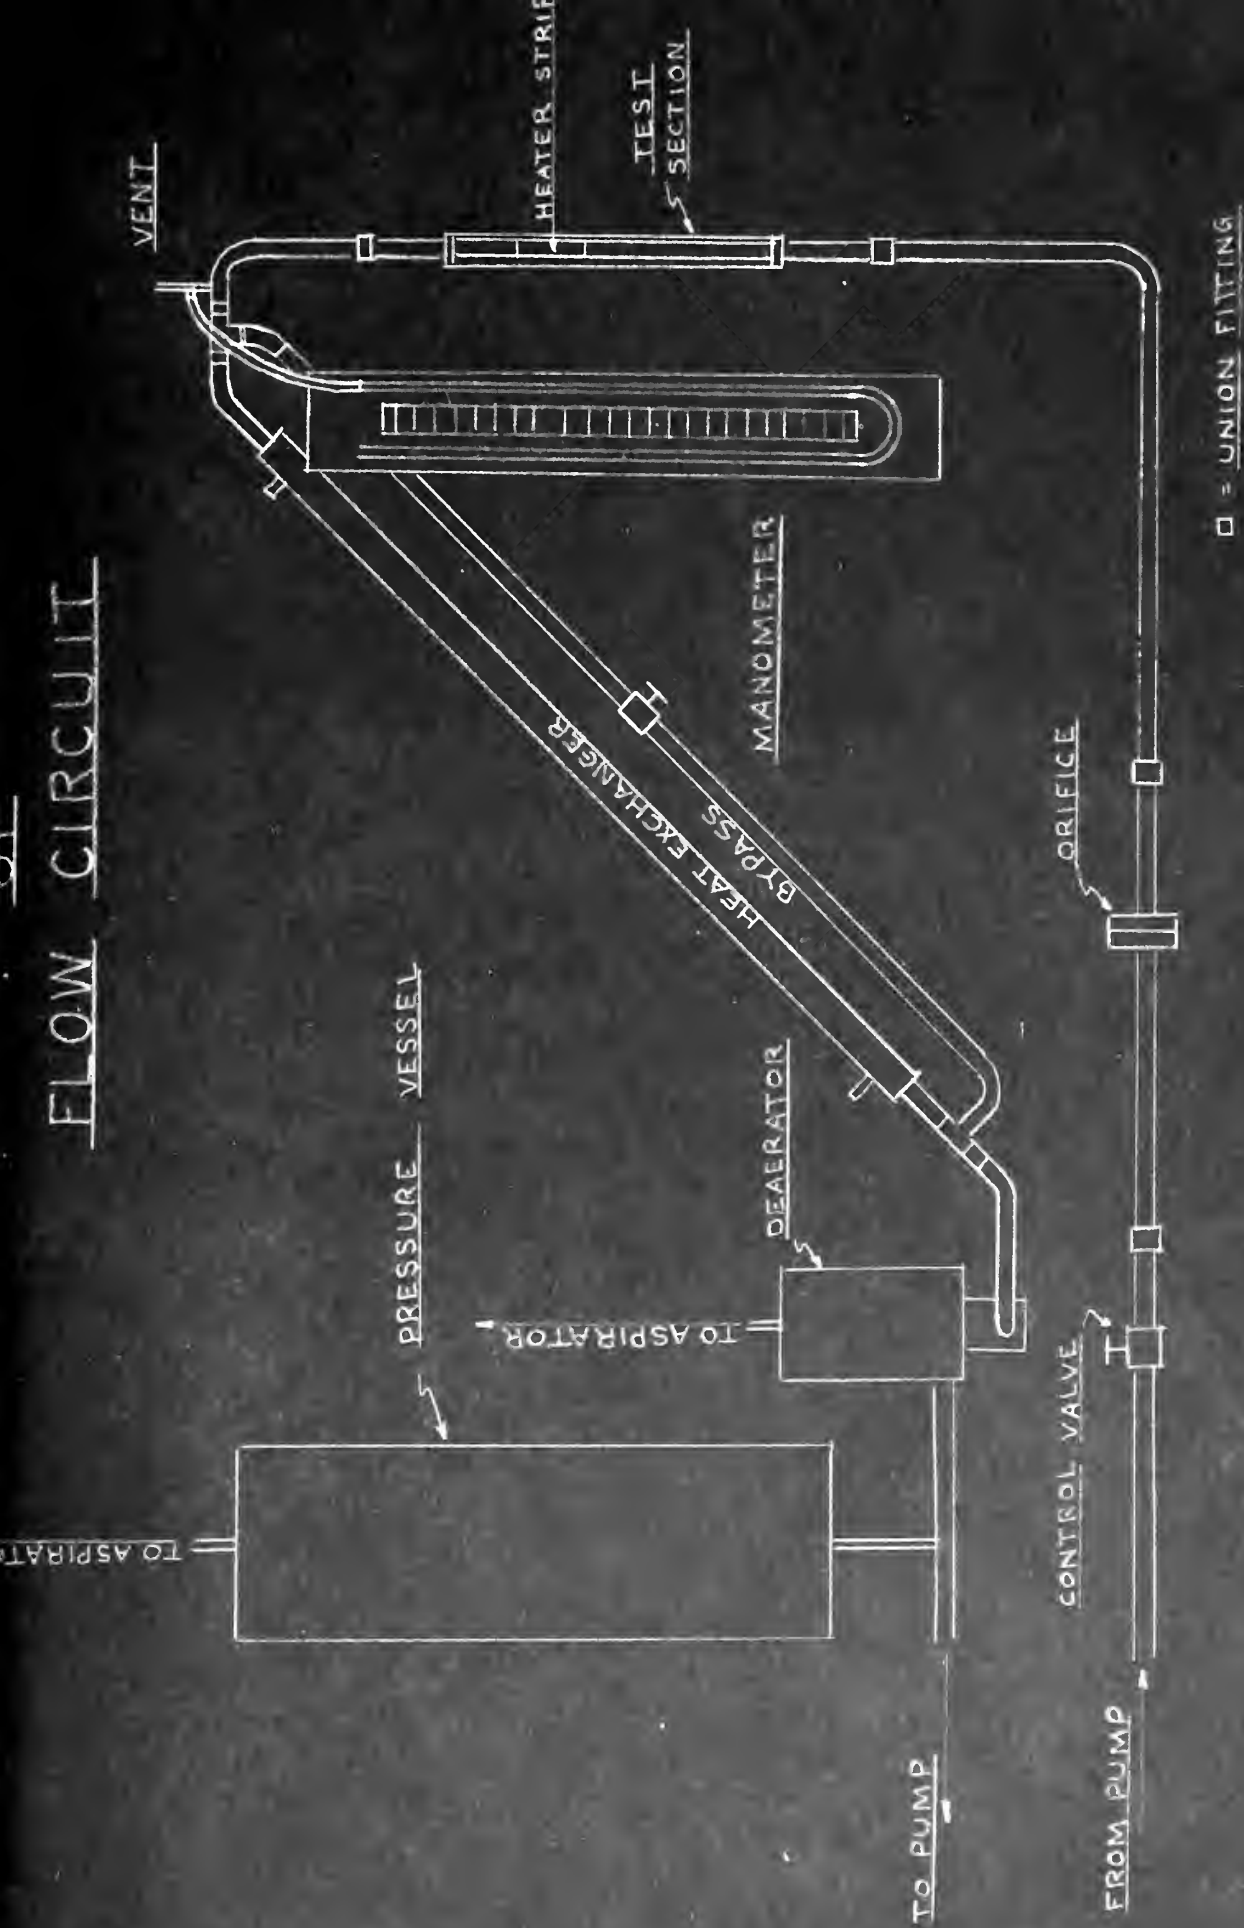 FLOW CIRCUIT
VENT
HEATER STRIP
TEST
SECTION
MANOMETER
HEAT EXCHANGER
BYPASS
PRESSURE VESSEL
TO ASPIRATOR
DEAERATOR
ORIFICE
CONTROL VALVE
TO PUMP
FROM PUMP
□ = UNION FITTING